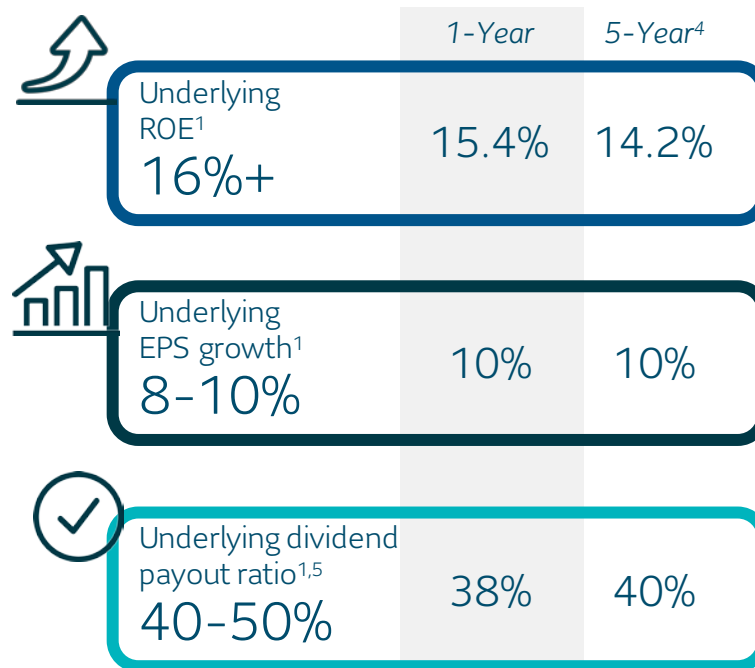 1-Year 5-Year⁴
Underlying
ROE¹
16%+
15.4% 14.2%
Underlying
EPS growth¹
8-10%
10% 10%
Underlying dividend
payout ratio¹,⁵
40-50%
38% 40%